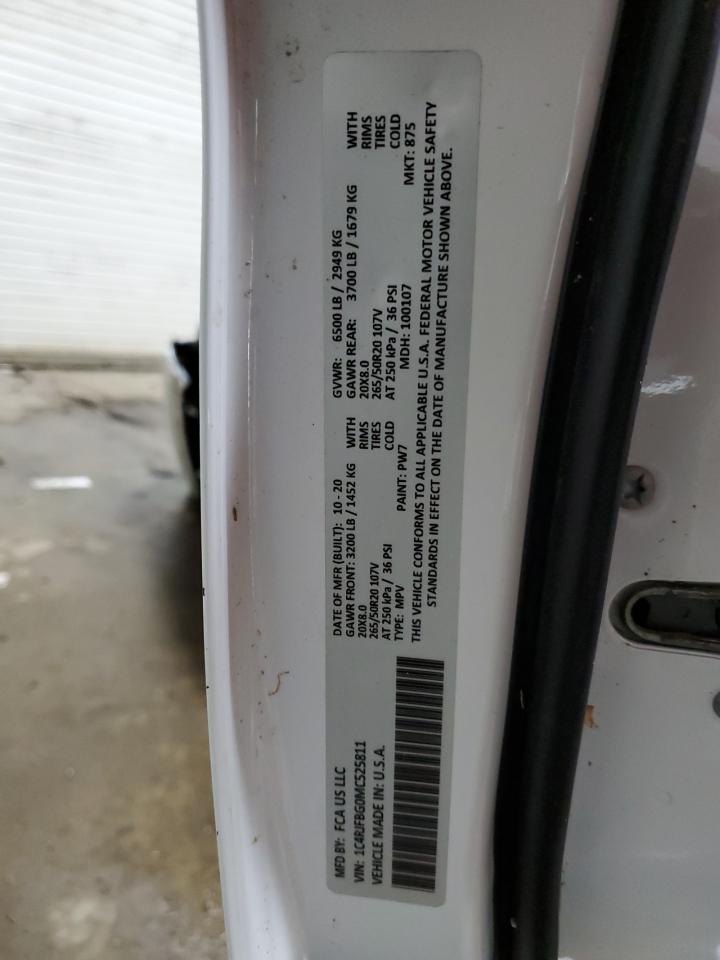 MFD BY: FCA US LLC
VIN: 1C4RJFBG0MC525811
VEHICLE MADE IN: U.S.A.
DATE OF MFR (BUILT): 10 - 20 GVWR: 6500 LB / 2949 KG
GAWR FRONT: 3200 LB / 1452 KG WITH GAWR REAR: 3700 LB / 1679 KG WITH
20X8.0 RIMS 20X8.0 RIMS
265/50R20 107V TIRES 265/50R20 107V TIRES
AT 250 kPa / 36 PSI COLD AT 250 kPa / 36 PSI COLD
TYPE: MPV PAINT: PW7 MDH: 100107 MKT: 875
THIS VEHICLE CONFORMS TO ALL APPLICABLE U.S.A. FEDERAL MOTOR VEHICLE SAFETY
STANDARDS IN EFFECT ON THE DATE OF MANUFACTURE SHOWN ABOVE.